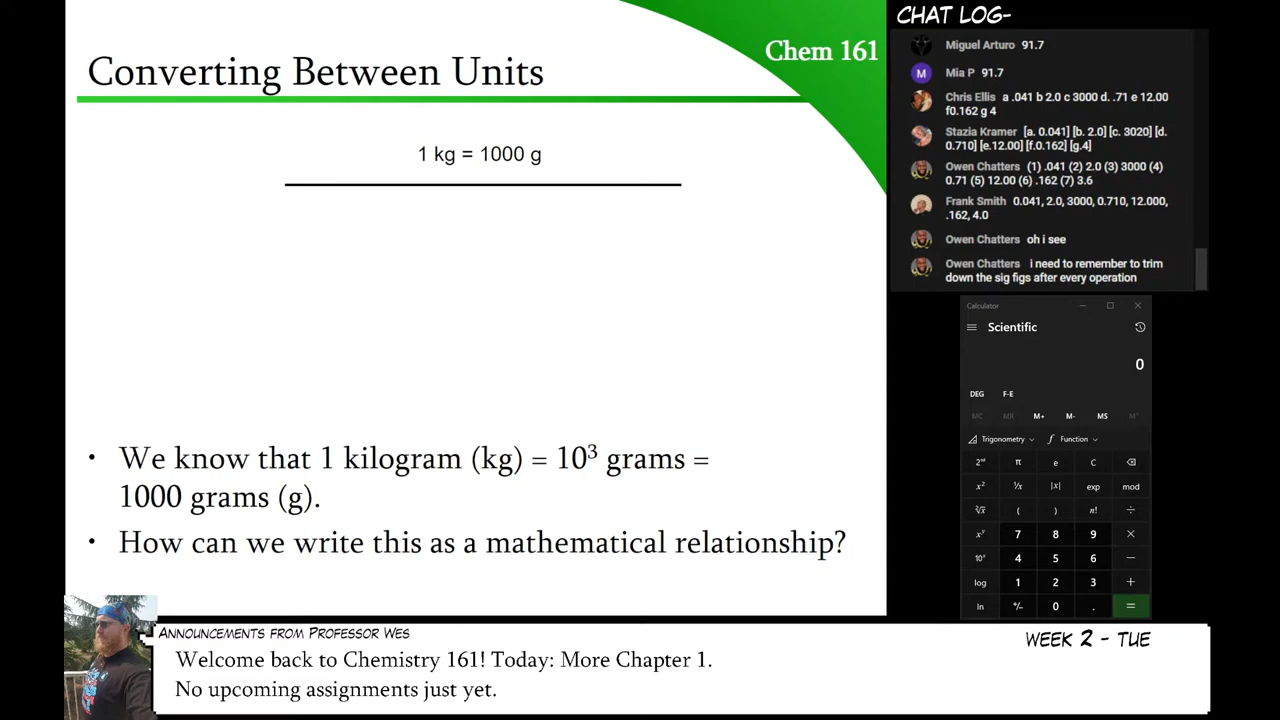 Converting Between Units
Chem 161
1 kg = 1000 g
• We know that 1 kilogram (kg) = 10³ grams =
1000 grams (g).
• How can we write this as a mathematical relationship?
CHAT LOG-
Miguel Arturo 91.7
M Mia P 91.7
Chris Ellis a .041 b 2.0 c 3000 d. .71 e 12.00
f0.162 g 4
Stazia Kramer [a. 0.041] [b. 2.0] [c. 3020] [d.
0.710] [e.12.00] [f.0.162] [g.4]
Owen Chatters (1) .041 (2) 2.0 (3) 3000 (4)
0.71 (5) 12.00 (6) .162 (7) 3.6
Frank Smith 0.041, 2.0, 3000, 0.710, 12.000,
.162, 4.0
Owen Chatters oh i see
Owen Chatters i need to remember to trim
down the sig figs after every operation
Calculator
Scientific
0
DEG F-E
MC MR M+ M- MS M˅
Trigonometry Function
2ⁿᵈ π e C
x² ¹/x |x| exp mod
²√x ( ) n! ÷
xʸ 7 8 9 ×
10ˣ 4 5 6 −
log 1 2 3 +
ln +/- 0 . =
ANNOUNCEMENTS FROM PROFESSOR WES
WEEK 2 - TUE
Welcome back to Chemistry 161! Today: More Chapter 1.
No upcoming assignments just yet.